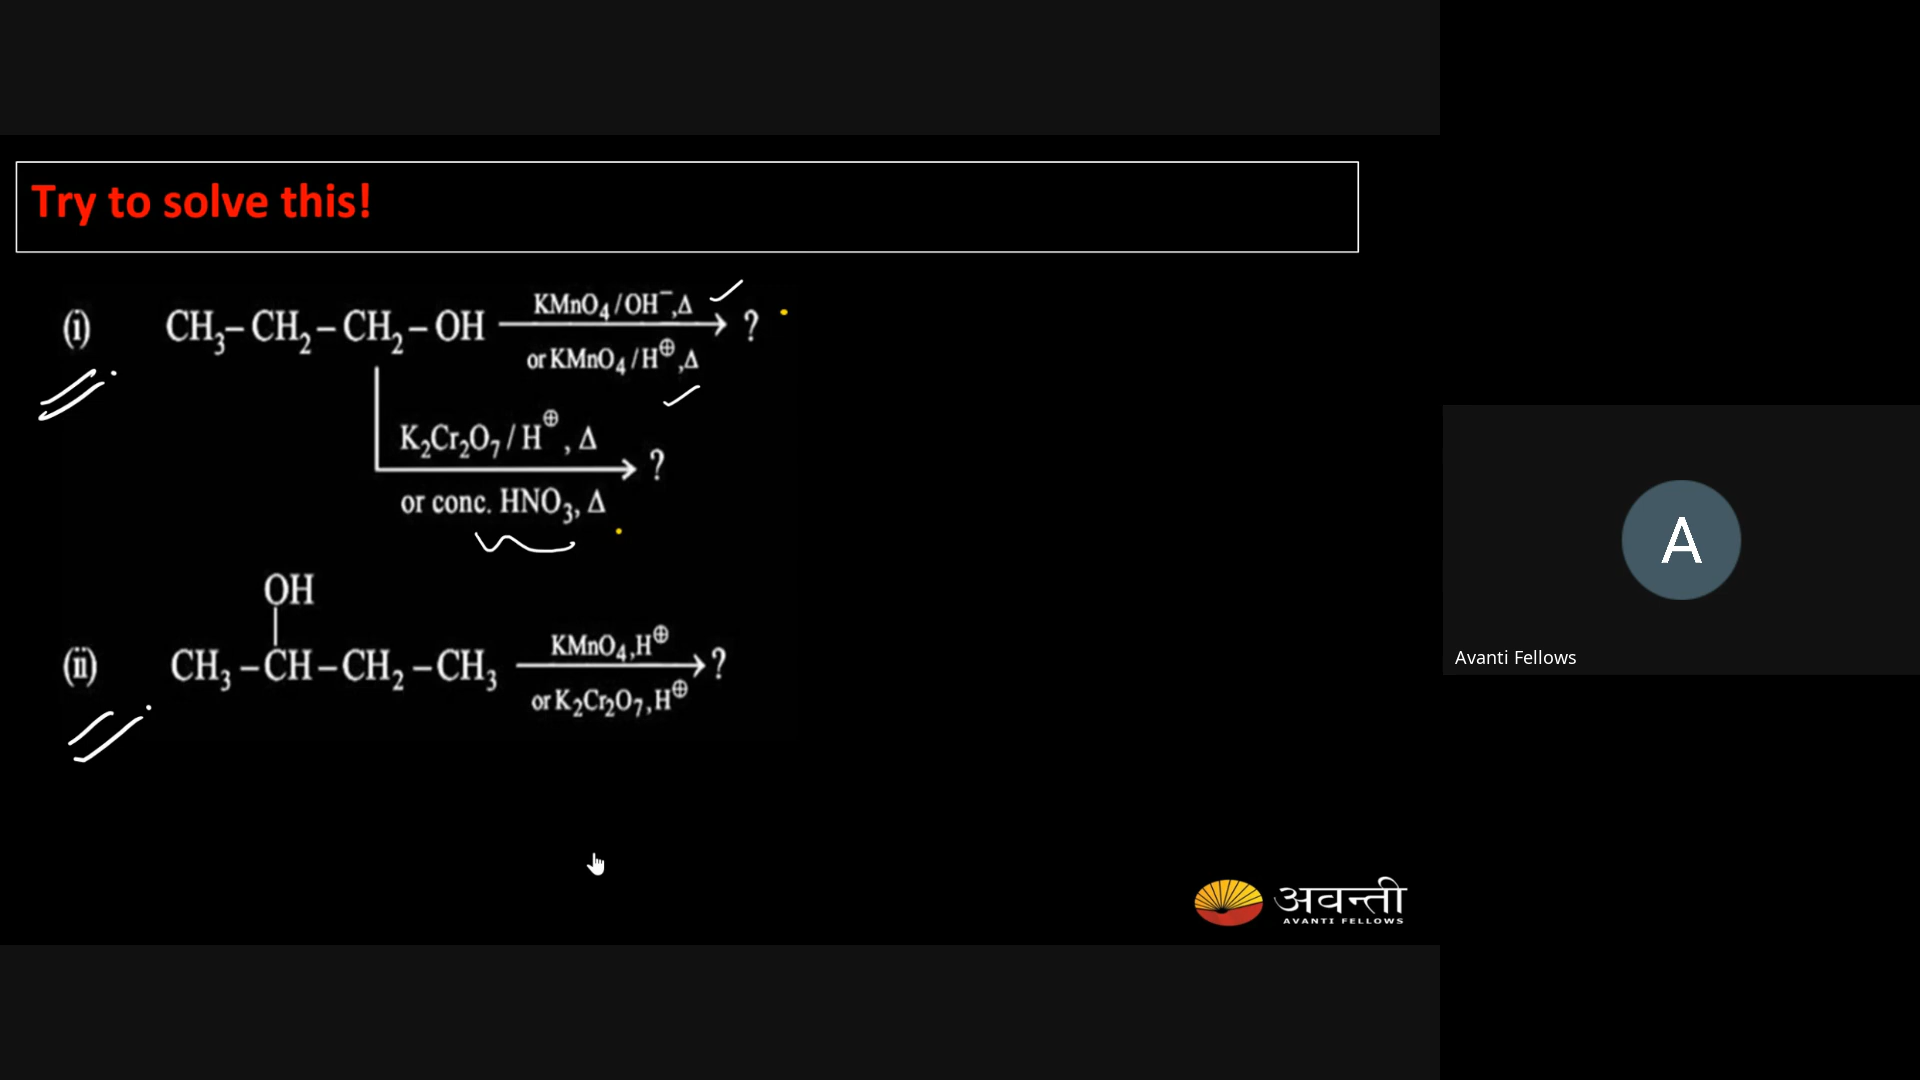 Try to solve this!
(i) CH₃–CH₂–CH₂–OH KMnO₄/OH⁻,Δ ?
or KMnO₄/H⊕,Δ
K₂Cr₂O₇/H⊕, Δ ?
or conc. HNO₃, Δ
OH
(ii) CH₃–CH–CH₂–CH₃ KMnO₄,H⊕ ?
or K₂Cr₂O₇,H⊕
अवन्ती
AVANTI FELLOWS
A
Avanti Fellows